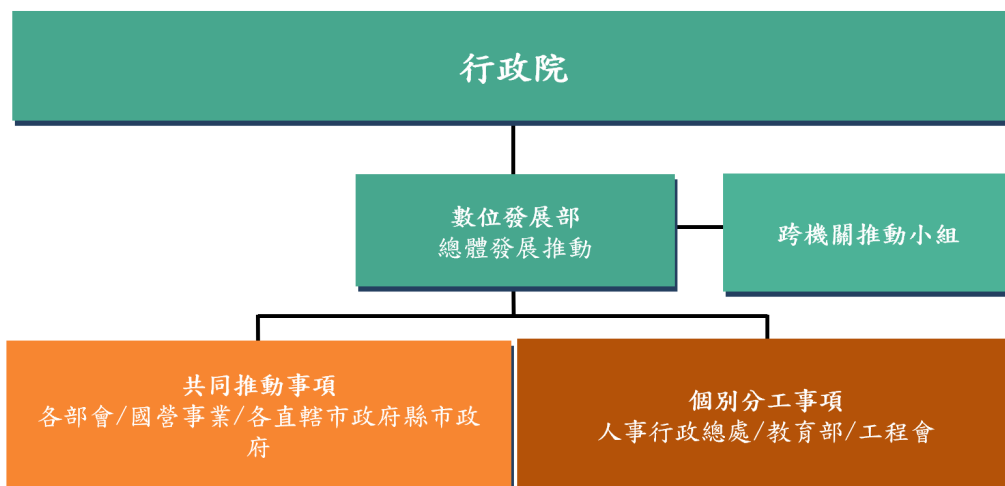 行政院
數位發展部
總體發展推動
跨機關推動小組
共同推動事項
各部會/國營事業/各直轄市政府縣市政
府
個別分工事項
人事行政總處/教育部/工程會